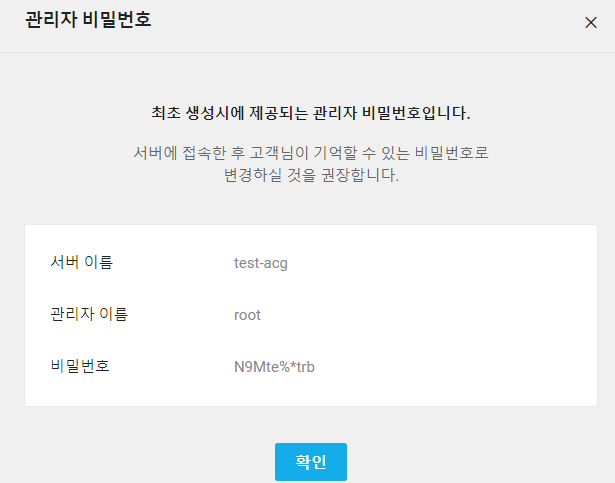 관리자 비밀번호
최초 생성시에 제공되는 관리자 비밀번호입니다.
서버에 접속한 후 고객님이 기억할 수 있는 비밀번호로
변경하실 것을 권장합니다.
서버 이름 test-acg
관리자 이름 root
비밀번호 N9Mte%*trb
확인